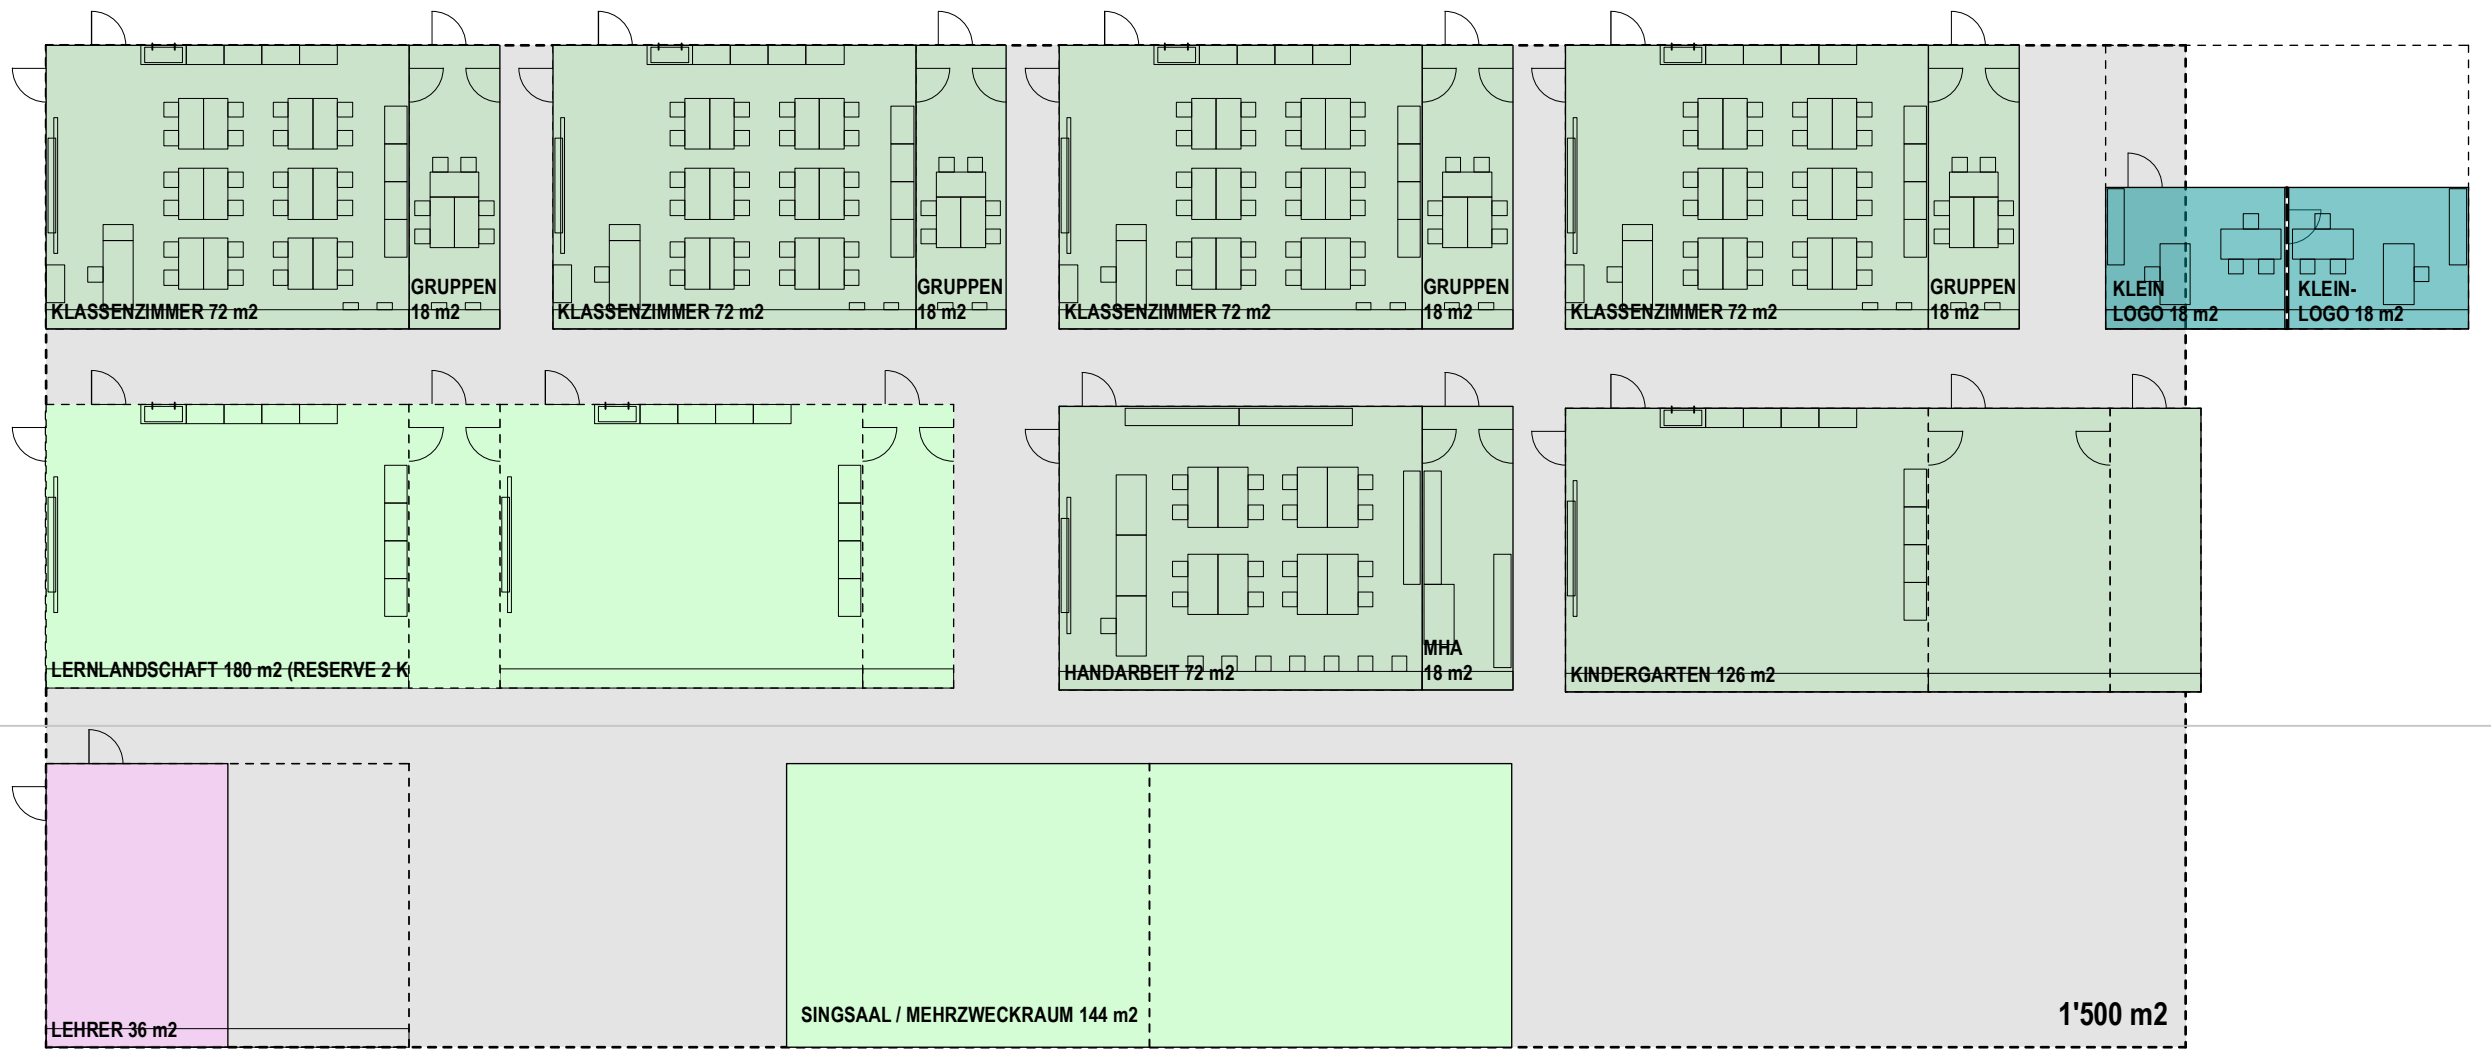 KLASSENZIMMER 72 m2
GRUPPEN
18 m2
KLASSENZIMMER 72 m2
GRUPPEN
18 m2
KLASSENZIMMER 72 m2
GRUPPEN
18 m2
KLASSENZIMMER 72 m2
GRUPPEN
18 m2
KLEIN
LOGO 18 m2
KLEIN-
LOGO 18 m2
LERNLANDSCHAFT 180 m2 (RESERVE 2 K
HANDARBEIT 72 m2
MHA
18 m2
KINDERGARTEN 126 m2
LEHRER 36 m2
SINGSAAL / MEHRZWECKRAUM 144 m2
1'500 m2